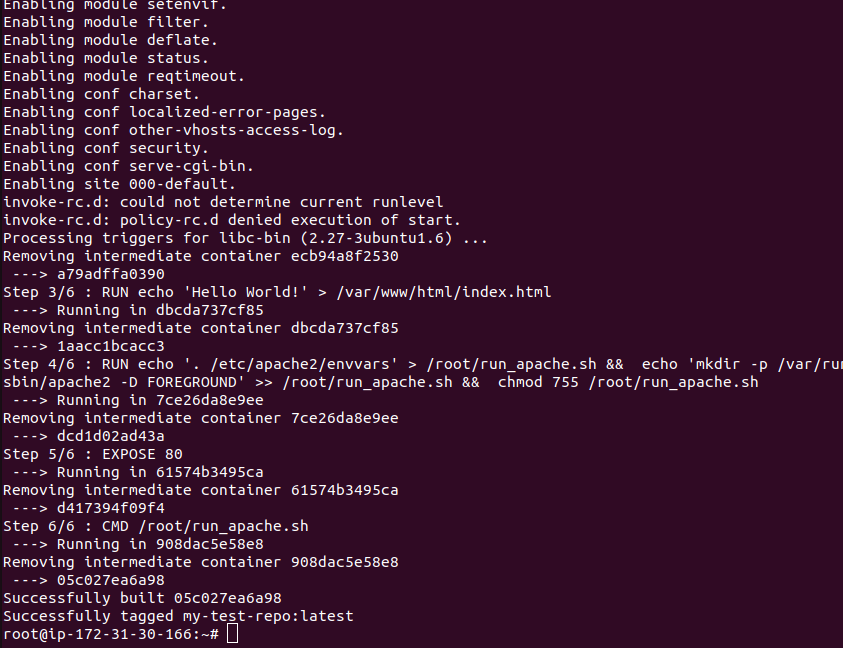 Enabling module setenvif.
Enabling module filter.
Enabling module deflate.
Enabling module status.
Enabling module reqtimeout.
Enabling conf charset.
Enabling conf localized-error-pages.
Enabling conf other-vhosts-access-log.
Enabling conf security.
Enabling conf serve-cgi-bin.
Enabling site 000-default.
invoke-rc.d: could not determine current runlevel
invoke-rc.d: policy-rc.d denied execution of start.
Processing triggers for libc-bin (2.27-3ubuntu1.6) ...
Removing intermediate container ecb94a8f2530
 ---> a79adffa0390
Step 3/6 : RUN echo 'Hello World!' > /var/www/html/index.html
 ---> Running in dbcda737cf85
Removing intermediate container dbcda737cf85
 ---> 1aacc1bcacc3
Step 4/6 : RUN echo '. /etc/apache2/envvars' > /root/run_apache.sh &&  echo 'mkdir -p /var/run
sbin/apache2 -D FOREGROUND' >> /root/run_apache.sh &&  chmod 755 /root/run_apache.sh
 ---> Running in 7ce26da8e9ee
Removing intermediate container 7ce26da8e9ee
 ---> dcd1d02ad43a
Step 5/6 : EXPOSE 80
 ---> Running in 61574b3495ca
Removing intermediate container 61574b3495ca
 ---> d417394f09f4
Step 6/6 : CMD /root/run_apache.sh
 ---> Running in 908dac5e58e8
Removing intermediate container 908dac5e58e8
 ---> 05c027ea6a98
Successfully built 05c027ea6a98
Successfully tagged my-test-repo:latest
root@ip-172-31-30-166:~#